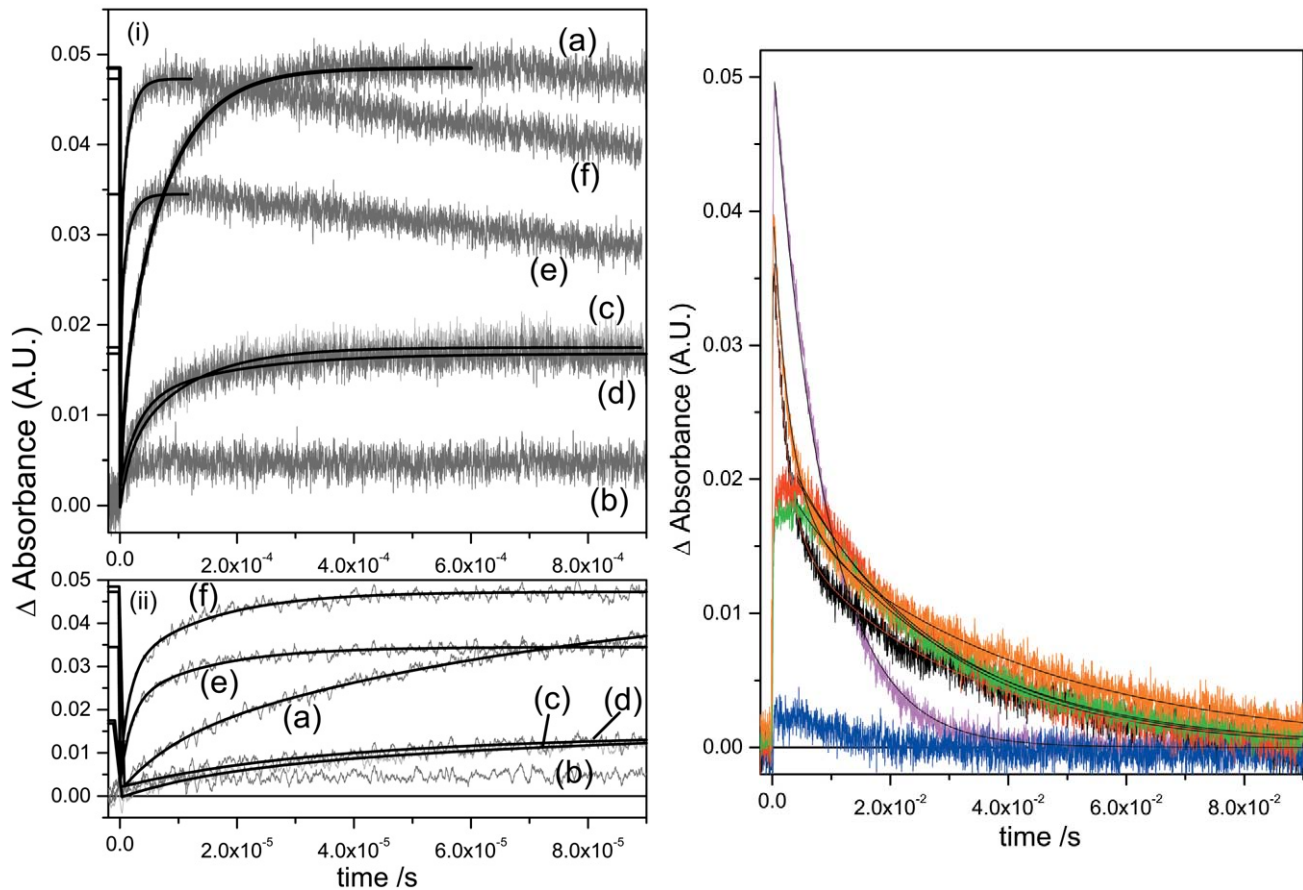 (i)
0.05
0.04
0.03
0.02
0.01
0.00
(a)
(f)
(e)
(c)
(d)
(b)
0.0
2.0x10⁻⁴
4.0x10⁻⁴
6.0x10⁻⁴
8.0x10⁻⁴
Δ Absorbance (A.U.)
(ii)
0.05
0.04
0.03
0.02
0.01
0.00
(f)
(e)
(a)
(c)
(d)
(b)
0.0
2.0x10⁻⁵
4.0x10⁻⁵
6.0x10⁻⁵
8.0x10⁻⁵
time /s
Δ Absorbance (A.U.)
0.05
0.04
0.03
0.02
0.01
0.00
0.0
2.0x10⁻²
4.0x10⁻²
6.0x10⁻²
8.0x10⁻²
time /s